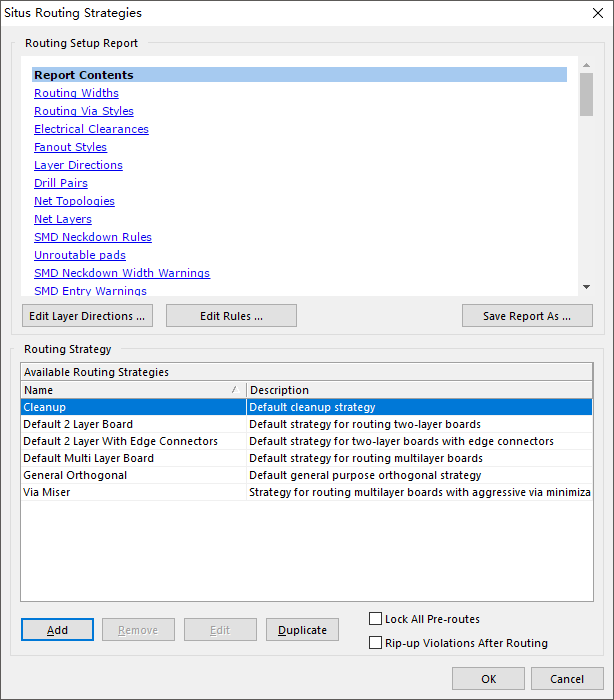 Situs Routing Strategies
Routing Setup Report
Report Contents
Routing Widths
Routing Via Styles
Electrical Clearances
Fanout Styles
Layer Directions
Drill Pairs
Net Topologies
Net Layers
SMD Neckdown Rules
Unroutable pads
SMD Neckdown Width Warnings
SMD Entry Warnings
Edit Layer Directions ... Edit Rules ... Save Report As ...
Routing Strategy
Available Routing Strategies
Name Description
Cleanup Default cleanup strategy
Default 2 Layer Board Default strategy for routing two-layer boards
Default 2 Layer With Edge Connectors Default strategy for two-layer boards with edge connectors
Default Multi Layer Board Default strategy for routing multilayer boards
General Orthogonal Default general purpose orthogonal strategy
Via Miser Strategy for routing multilayer boards with aggressive via minimiza
Add Remove Edit Duplicate Lock All Pre-routes
Rip-up Violations After Routing
OK Cancel